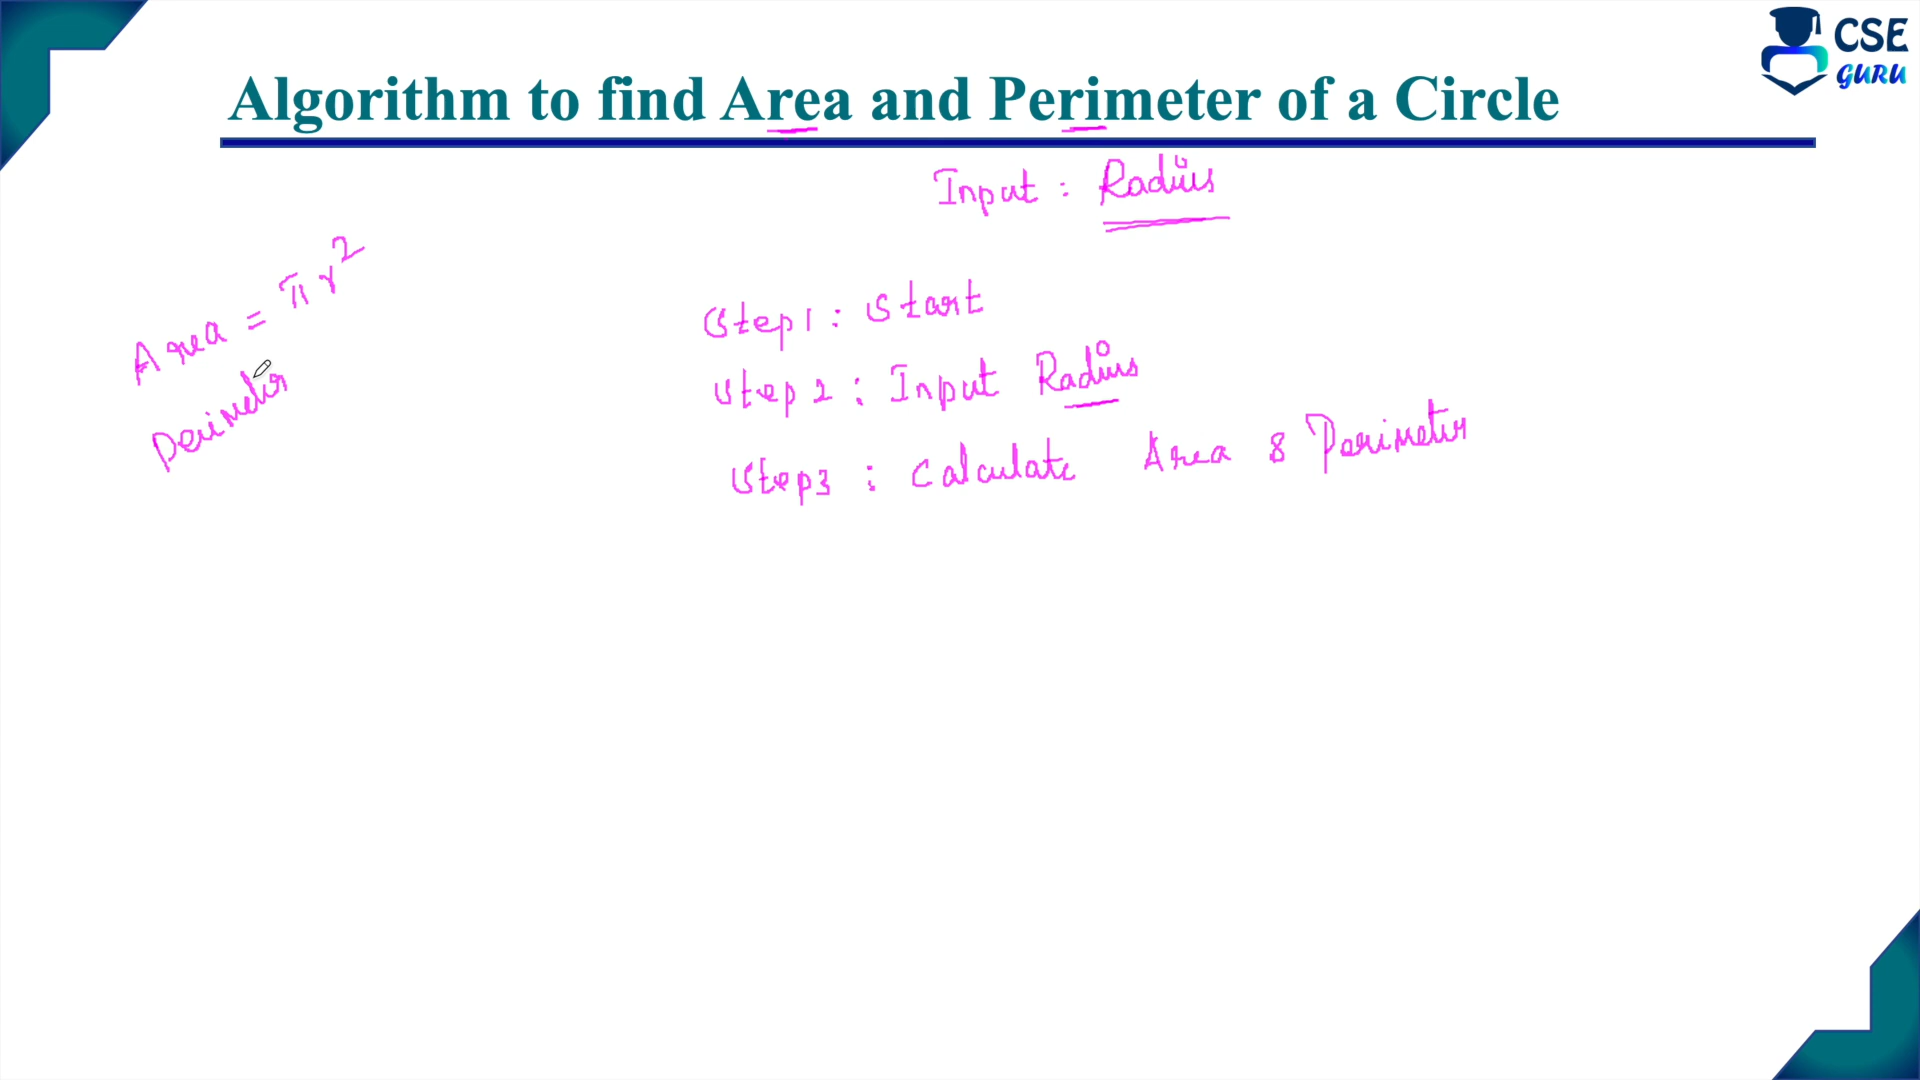 CSE
GURU
Algorithm to find Area and Perimeter of a Circle
Input : Radius
Area = πr²
Perimeter
Step1 : Start
Step 2 : Input Radius
Step3 : Calculate Area & Perimeter